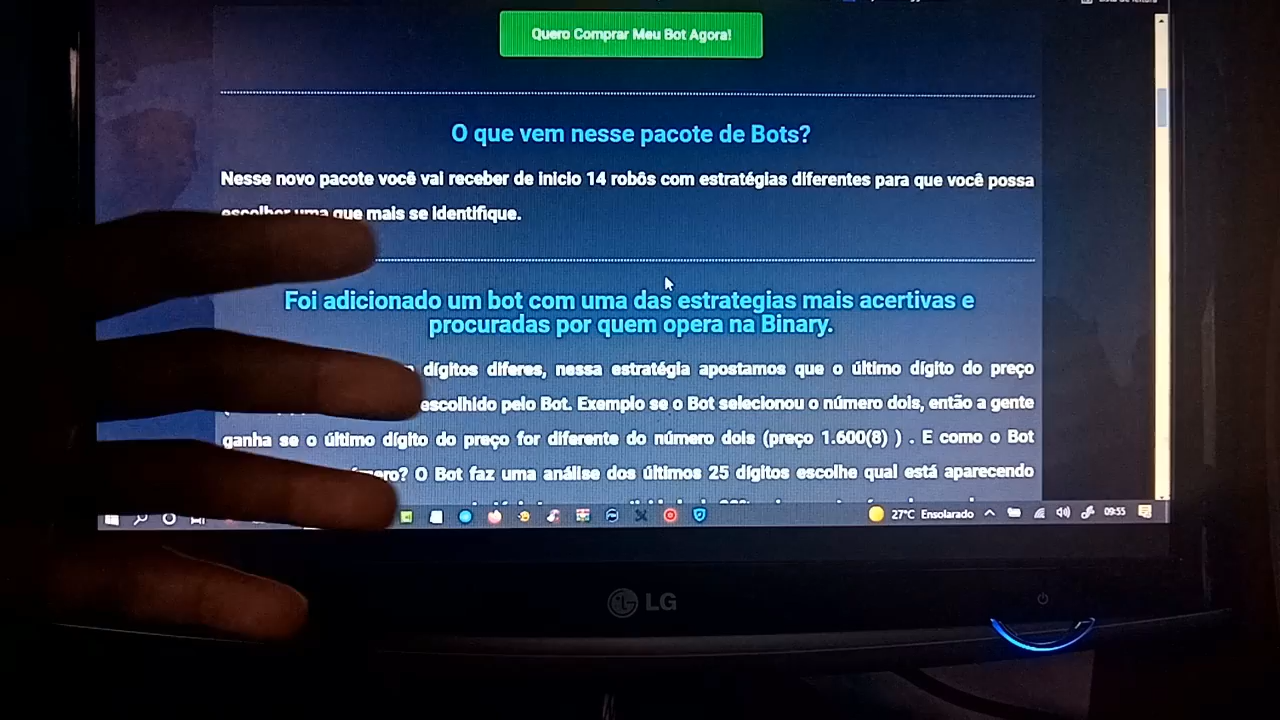 Quero Comprar Meu Bot Agora!
O que vem nesse pacote de Bots?
Nesse novo pacote você vai receber de inicio 14 robôs com estratégias diferentes para que você possa
escolher uma que mais se identifique.
Foi adicionado um bot com uma das estrategias mais acertivas e
procuradas por quem opera na Binary.
dígitos diferes, nessa estratégia apostamos que o último dígito do preço
escolhido pelo Bot. Exemplo se o Bot selecionou o número dois, então a gente
ganha se o último dígito do preço for diferente do número dois (preço 1.600(8) ) . E como o Bot
O Bot faz uma análise dos últimos 25 dígitos escolhe qual está aparecendo
27°C Ensolarado
09:55
LG